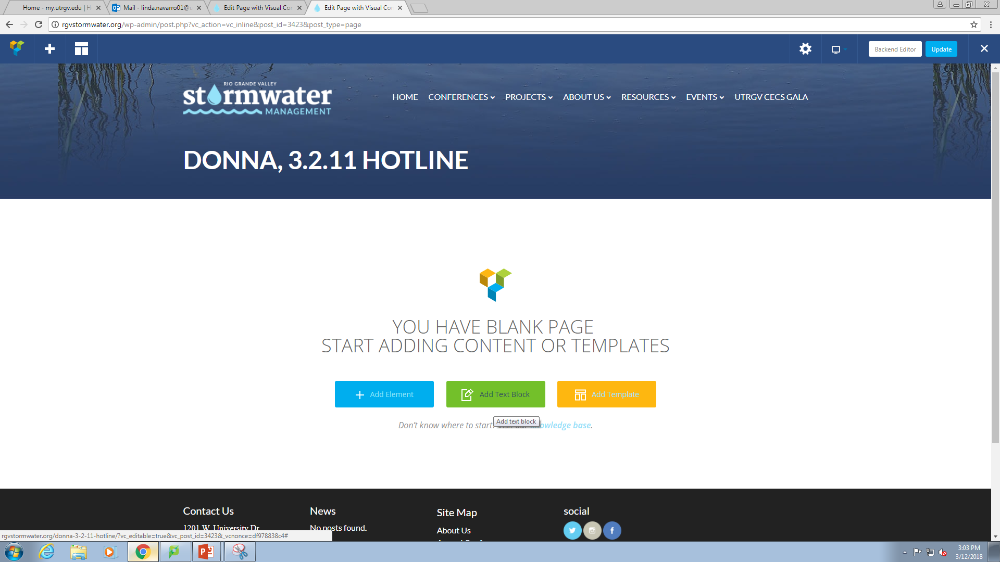 Home - my.utrgv.edu | H
Mail - linda.navarro01@u
Edit Page with Visual Co
Edit Page with Visual Co
rgvstormwater.org/wp-admin/post.php?vc_action=vc_inline&post_id=3423&post_type=page
Backend Editor
Update
RIO GRANDE VALLEY
stormwater
MANAGEMENT
HOME CONFERENCES PROJECTS ABOUT US RESOURCES EVENTS UTRGV CECS GALA
DONNA, 3.2.11 HOTLINE
YOU HAVE BLANK PAGE
START ADDING CONTENT OR TEMPLATES
Add Element
Add Text Block
Add Template
Add text block
Don't know where to start? Visit our knowledge base.
Contact Us
1201 W. University Dr
News
No posts found.
Site Map
About Us
social
rgvstormwater.org/donna-3-2-11-hotline/?vc_editable=true&vc_post_id=3423&_vcnonce=df978838c4#
3:03 PM
3/12/2018